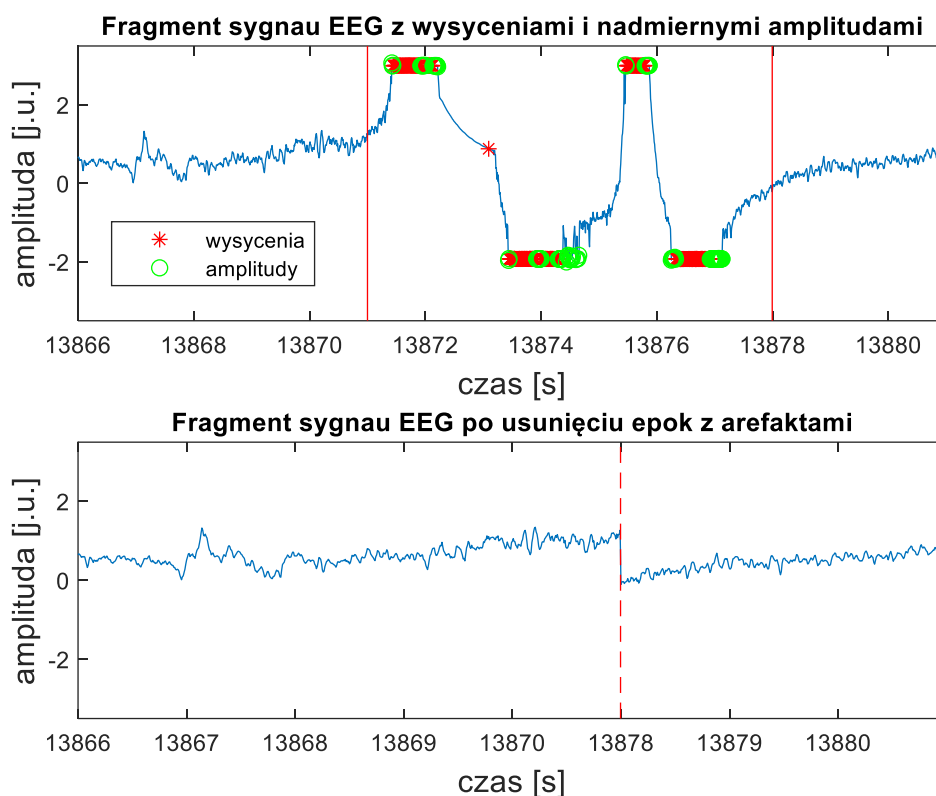 Fragment sygnau EEG z wysyceniami i nadmiernymi amplitudami
amplituda [j.u.]
2
0
-2
wysycenia
amplitudy
13866 13868 13870 13872 13874 13876 13878 13880
czas [s]
Fragment sygnau EEG po usunięciu epok z arefaktami
amplituda [j.u.]
2
0
-2
13866 13867 13868 13869 13870 13878 13879 13880
czas [s]